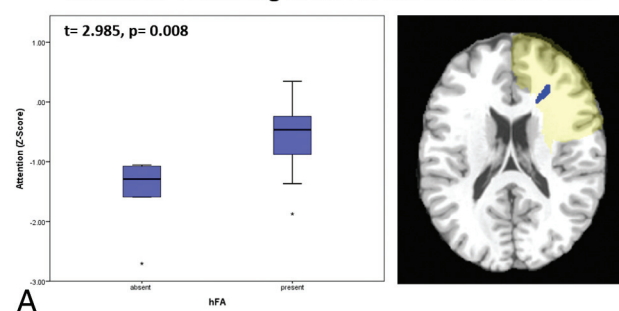 t= 2.985, p= 0.008
1.00
.00
-1.00
-2.00
-3.00
Attention (Z-Score)
*
*
absent
present
hFA
A